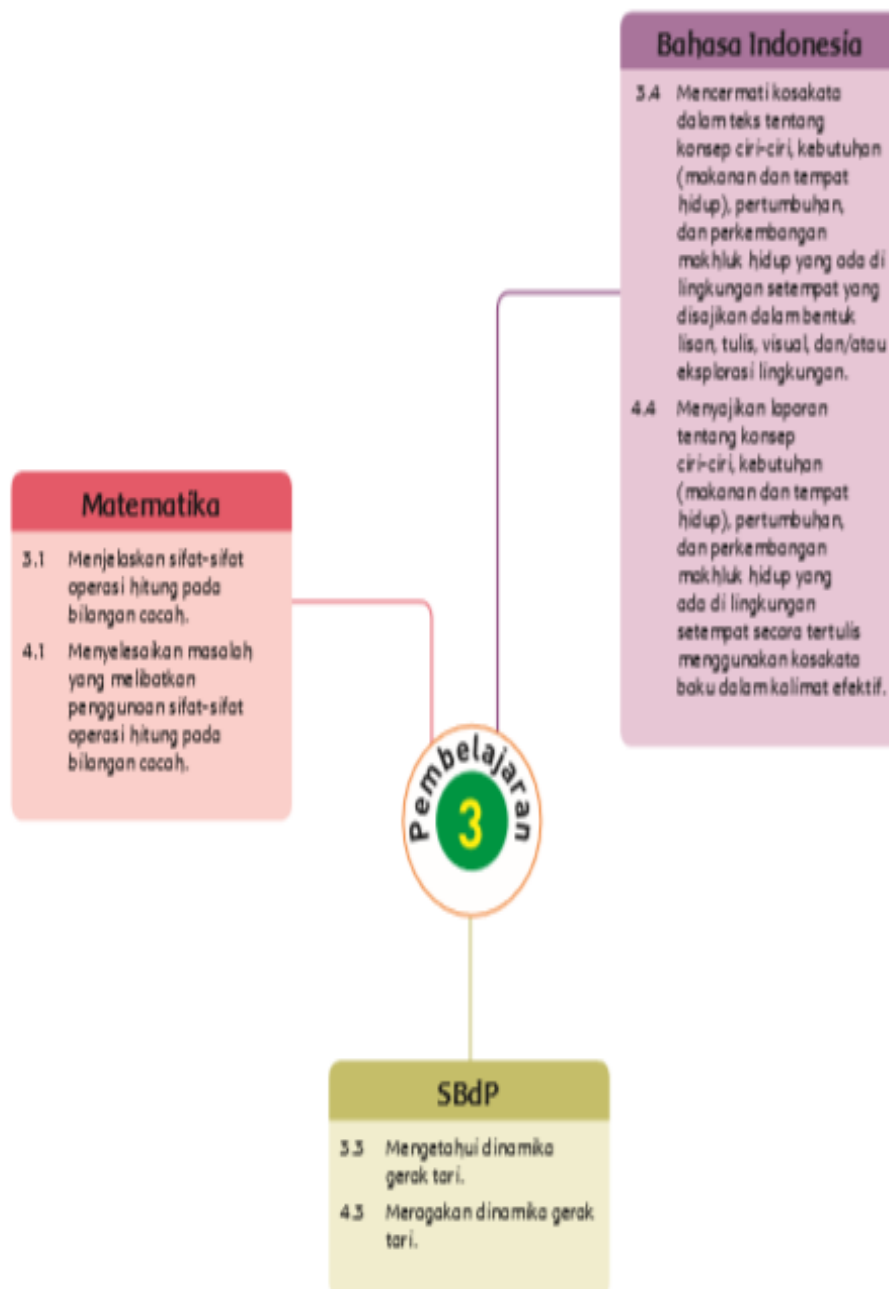 Bahasa Indonesia
3.4 Mencermati kosakata
dalam teks tentang
konsep ciri-ciri, kebutuhan
(makanan dan tempat
hidup), pertumbuhan,
dan perkembangan
makhluk hidup yang ada di
lingkungan setempat yang
disajikan dalam bentuk
lisan, tulis, visual, dan/atau
eksplorasi lingkungan.
4.4 Menyajikan laporan
tentang konsep
ciri-ciri, kebutuhan
(makanan dan tempat
hidup), pertumbuhan,
dan perkembangan
makhluk hidup yang
ada di lingkungan
setempat secara tertulis
menggunakan kosakata
baku dalam kalimat efektif.
Matematika
3.1 Menjelaskan sifat-sifat
operasi hitung pada
bilangan cacah.
4.1 Menyelesaikan masalah
yang melibatkan
penggunaan sifat-sifat
operasi hitung pada
bilangan cacah.
Pembelajaran
3
SBdP
3.3 Mengetahui dinamika
gerak tari.
4.3 Meragakan dinamika gerak
tari.